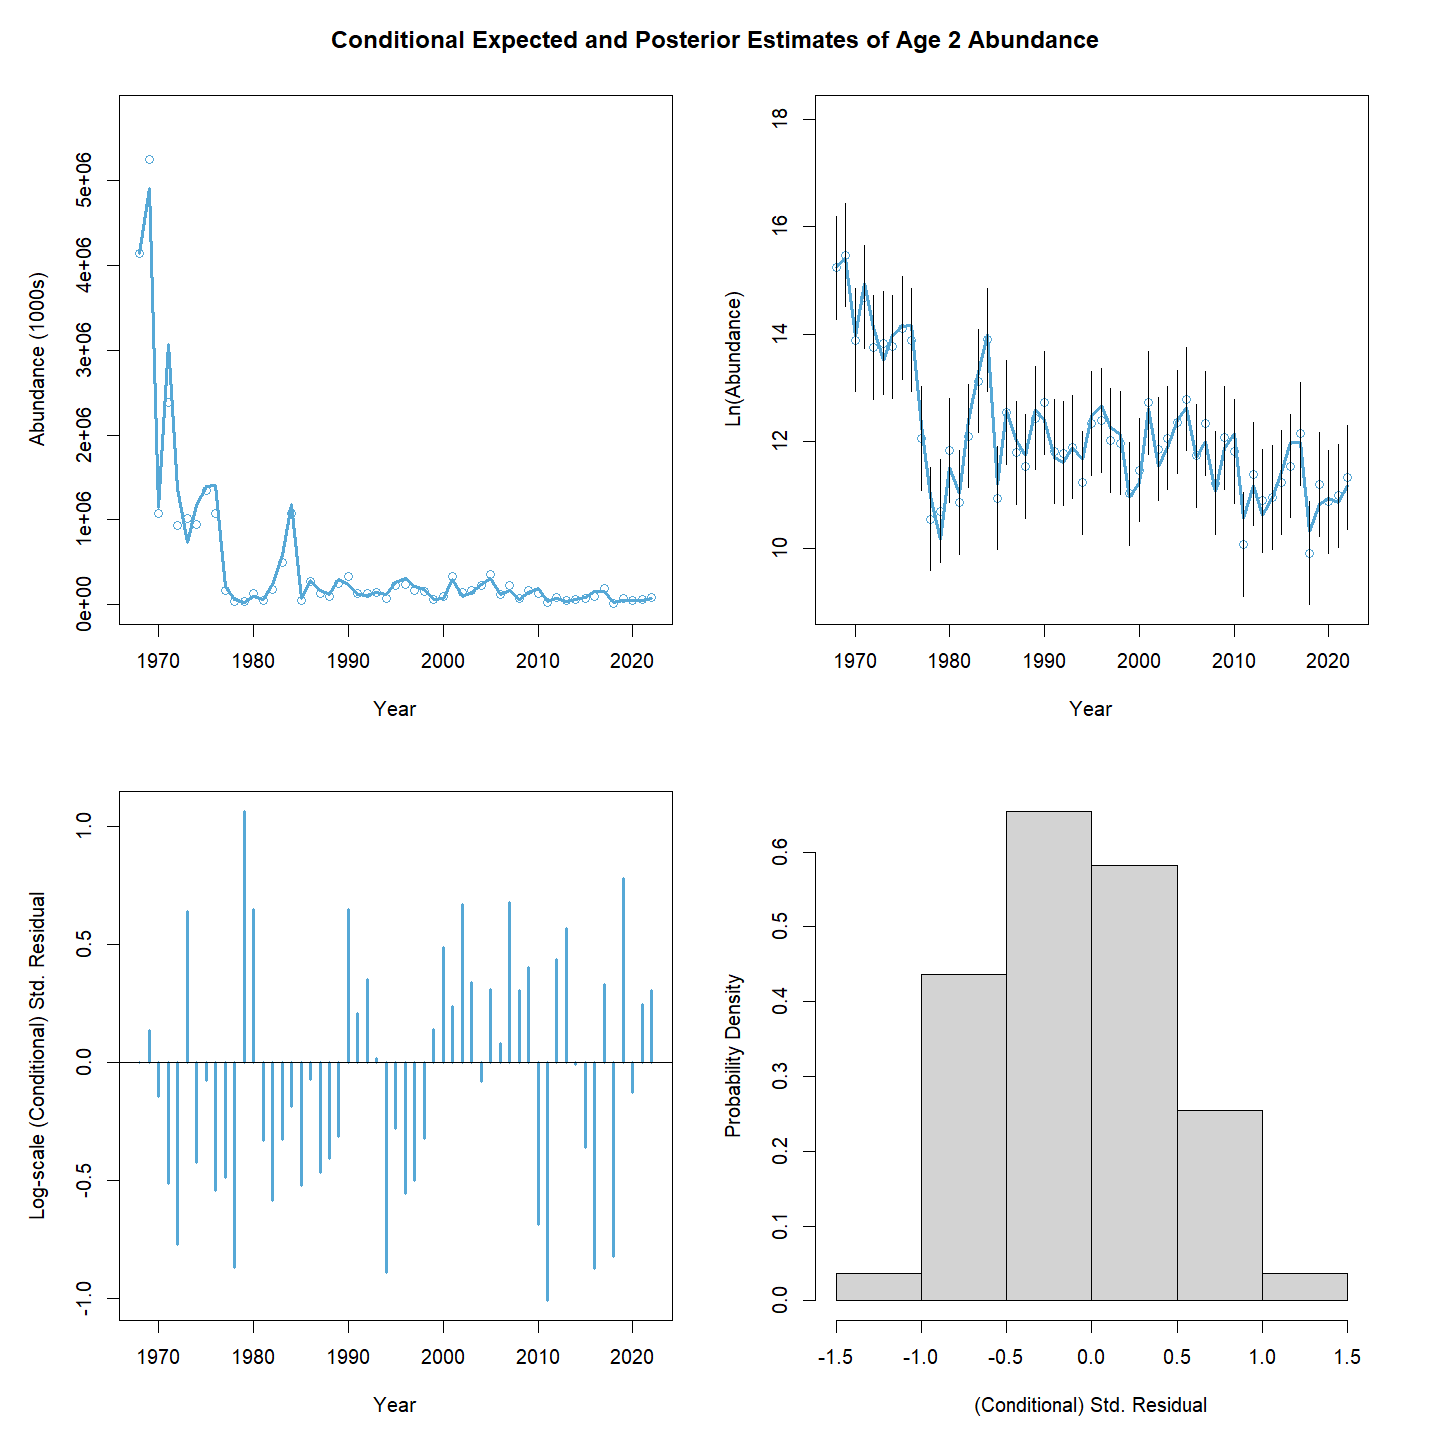 Conditional Expected and Posterior Estimates of Age 2 Abundance
Abundance (1000s)
0e+00 1e+06 2e+06 3e+06 4e+06 5e+06
1970 1980 1990 2000 2010 2020
Year
Ln(Abundance)
10 12 14 16 18
1970 1980 1990 2000 2010 2020
Year
Log-scale (Conditional) Std. Residual
-1.0 -0.5 0.0 0.5 1.0
1970 1980 1990 2000 2010 2020
Year
Probability Density
0.0 0.1 0.2 0.3 0.4 0.5 0.6
-1.5 -1.0 -0.5 0.0 0.5 1.0 1.5
(Conditional) Std. Residual